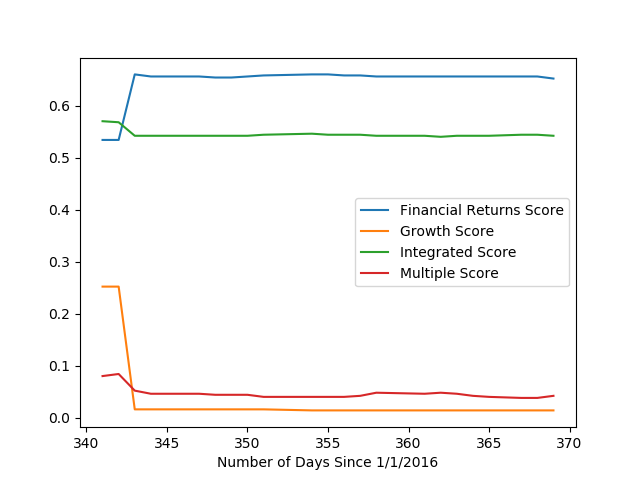 0.6
0.5
0.4
0.3
0.2
0.1
0.0
Financial Returns Score
Growth Score
Integrated Score
Multiple Score
340 345 350 355 360 365 370
Number of Days Since 1/1/2016